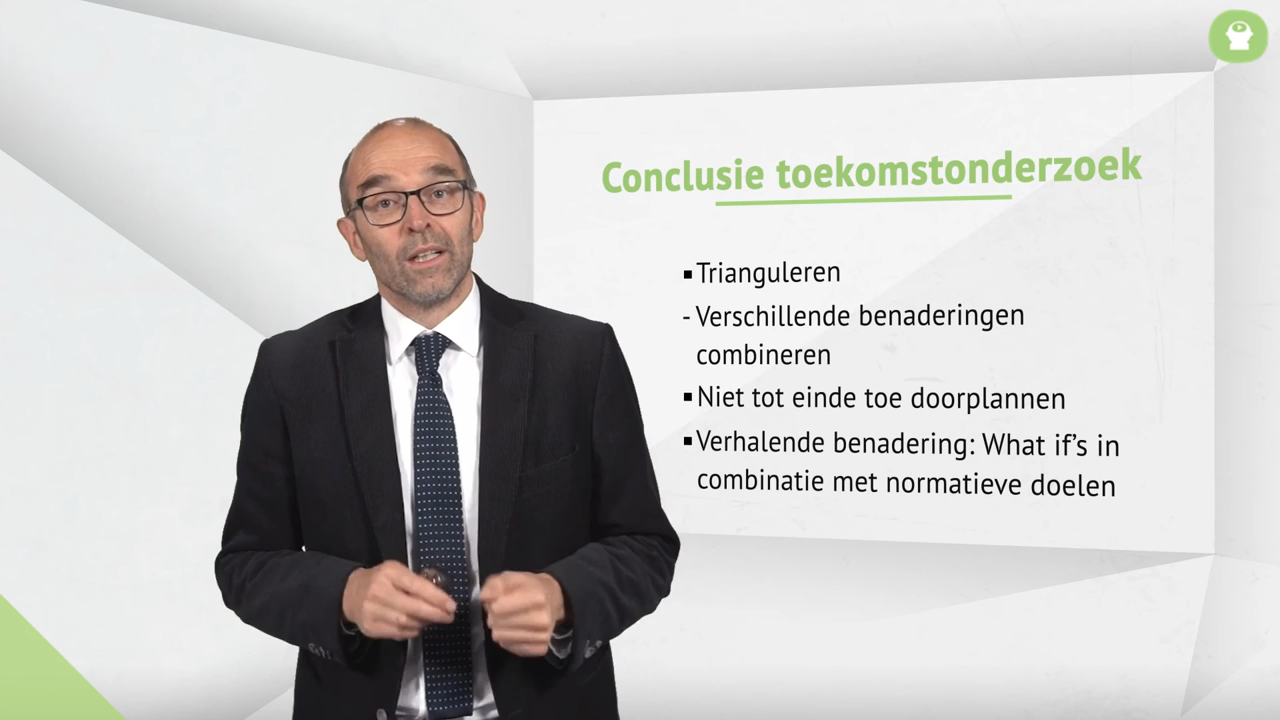 Conclusie toekomstonderzoek
▪Trianguleren
- Verschillende benaderingen
combineren
▪Niet tot einde toe doorplannen
▪Verhalende benadering: What if's in
combinatie met normatieve doelen